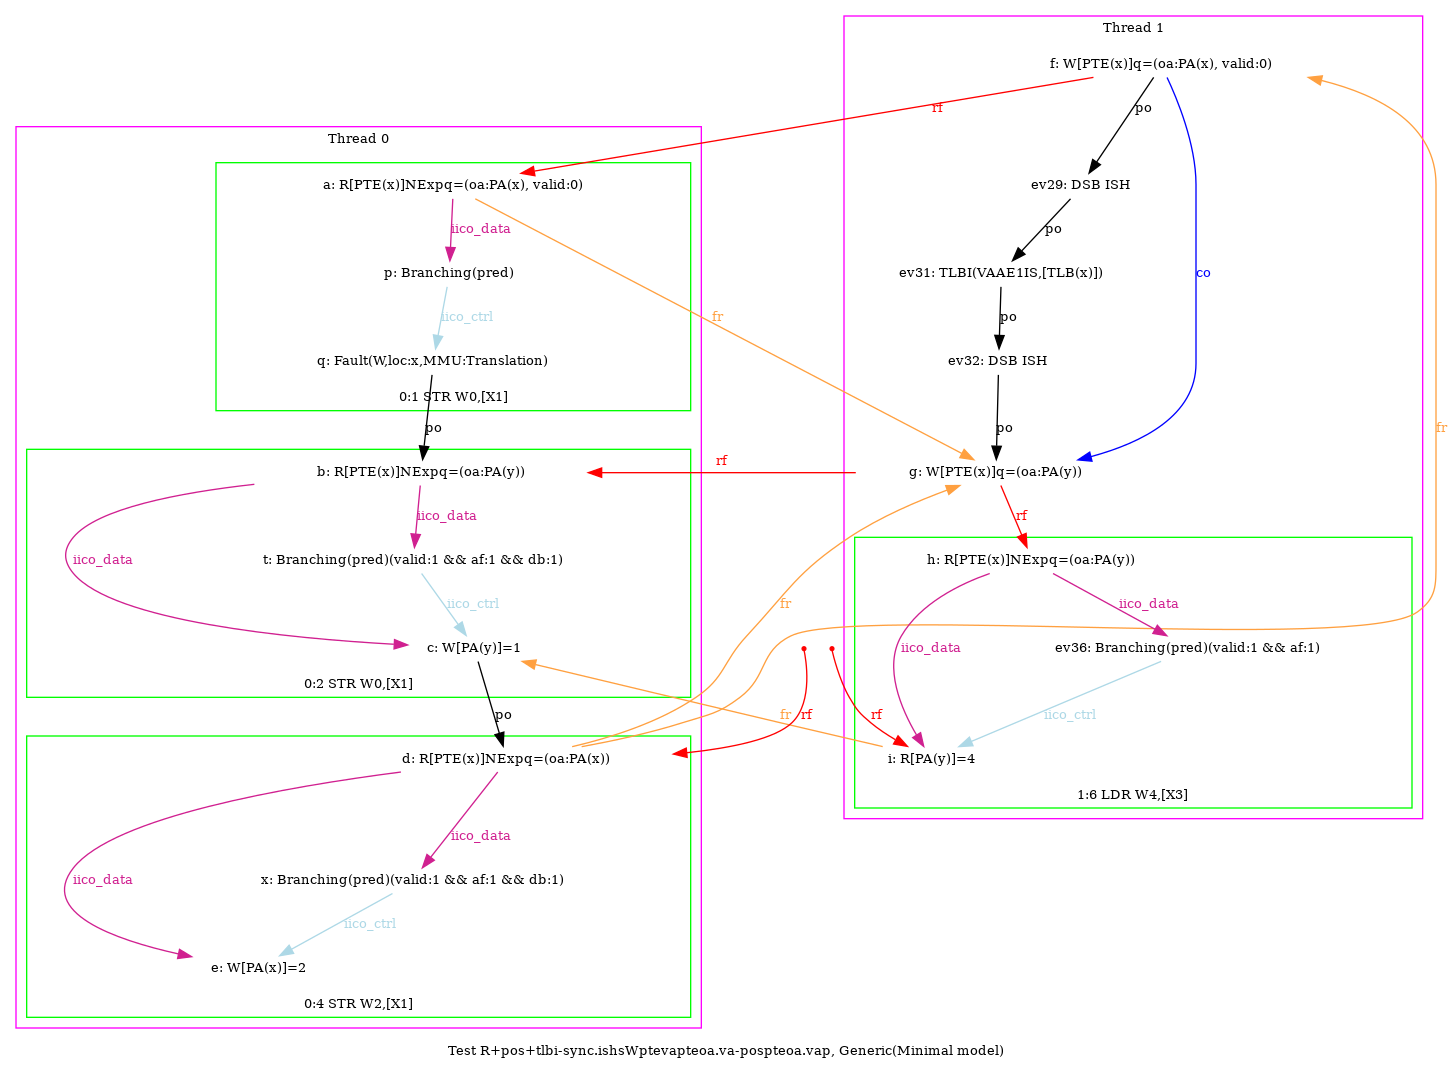 Thread 1
f: W[PTE(x)]q=(oa:PA(x), valid:0)
rf
po
Thread 0
a: R[PTE(x)]NExpq=(oa:PA(x), valid:0)
ev29: DSB ISH
iico_data
po
p: Branching(pred)
ev31: TLBI(VAAE1IS,[TLB(x)])
co
iico_ctrl
fr
po
q: Fault(W,loc:x,MMU:Translation)
ev32: DSB ISH
0:1 STR W0,[X1]
po
po
fr
b: R[PTE(x)]NExpq=(oa:PA(y))
rf
g: W[PTE(x)]q=(oa:PA(y))
iico_data
rf
iico_data
t: Branching(pred)(valid:1 && af:1 && db:1)
h: R[PTE(x)]NExpq=(oa:PA(y))
iico_ctrl
fr
iico_data
c: W[PA(y)]=1
iico_data
ev36: Branching(pred)(valid:1 && af:1)
0:2 STR W0,[X1]
po
fr
rf
rf
iico_ctrl
d: R[PTE(x)]NExpq=(oa:PA(x))
i: R[PA(y)]=4
1:6 LDR W4,[X3]
iico_data
iico_data
x: Branching(pred)(valid:1 && af:1 && db:1)
iico_ctrl
e: W[PA(x)]=2
0:4 STR W2,[X1]
Test R+pos+tlbi-sync.ishsWptevapteoa.va-pospteoa.vap, Generic(Minimal model)